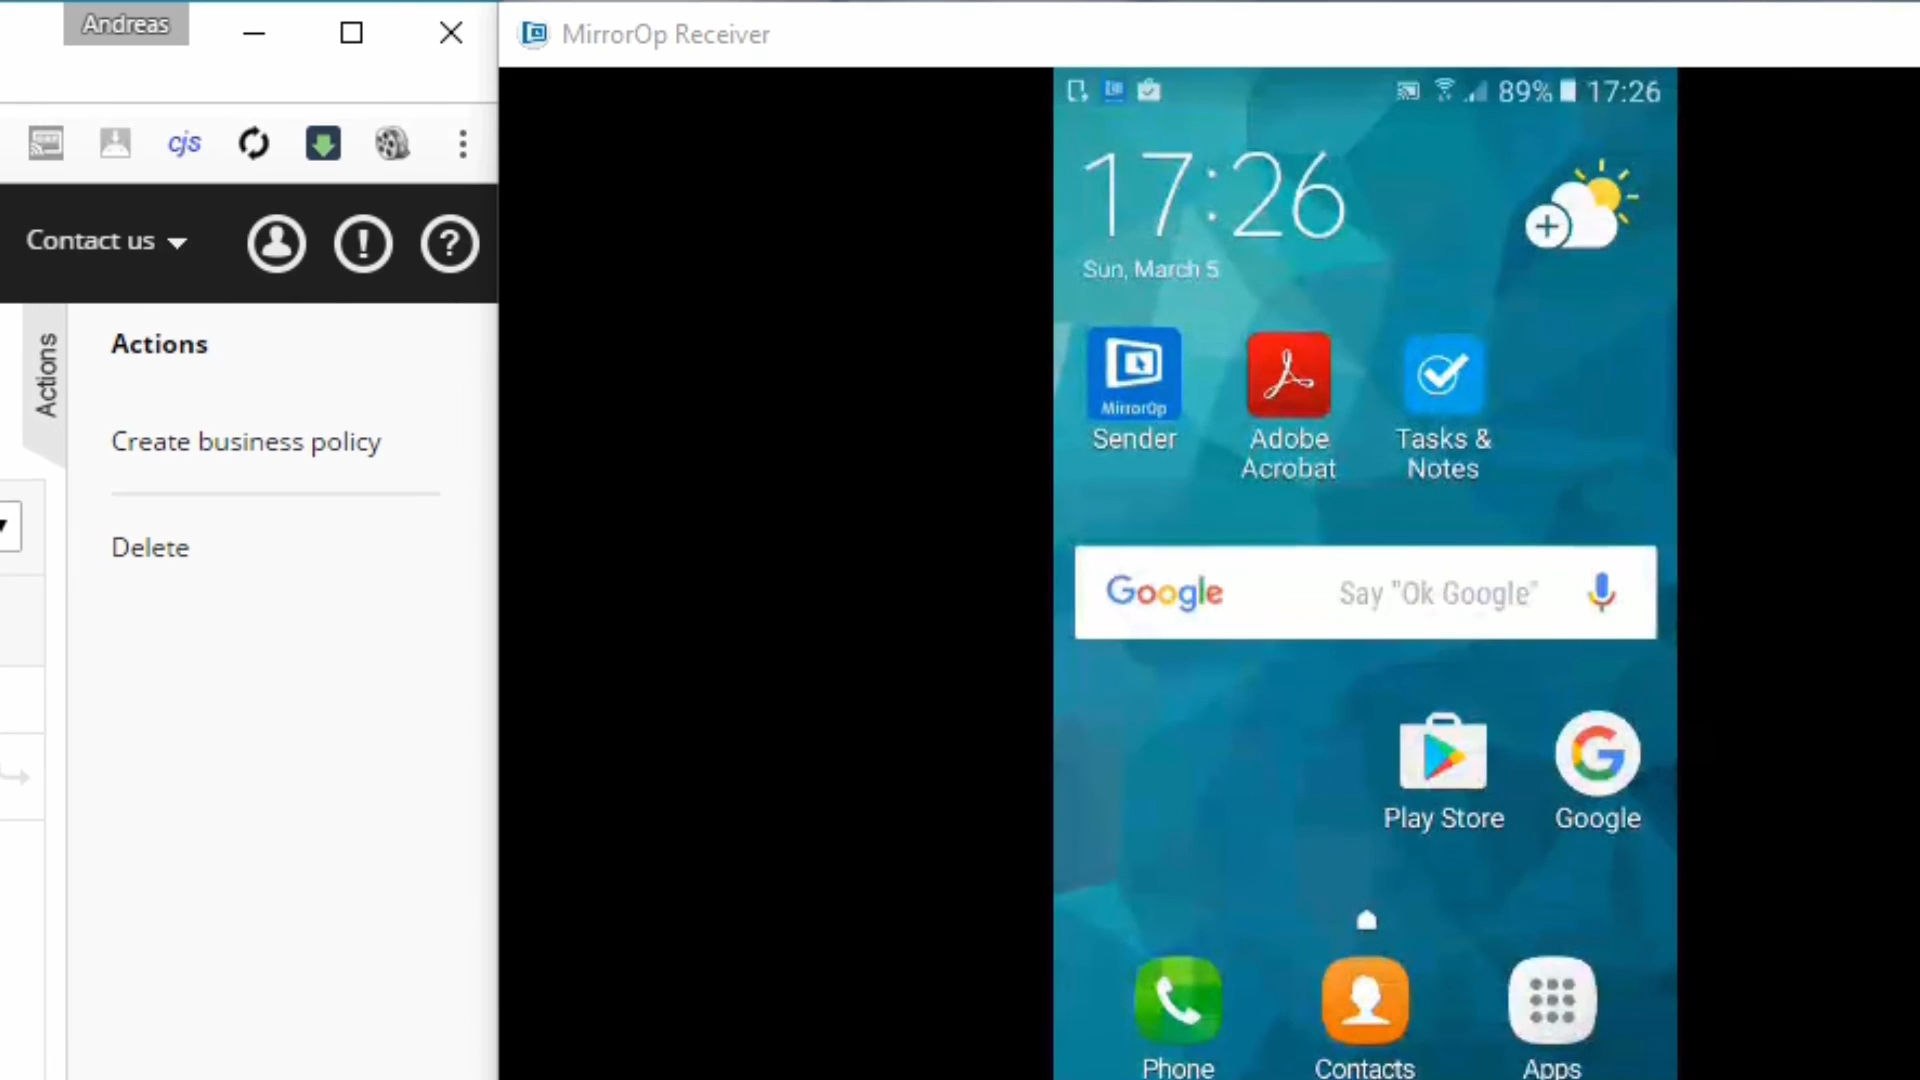 Andreas
MirrorOp Receiver
cjs
Contact us
!
?
Actions
Actions
Create business policy
Delete
89% 17:26
17:26
Sun, March 5
MirrorOp
Sender
Adobe
Acrobat
Tasks &
Notes
Google Say "Ok Google"
Play Store
Google
Phone
Contacts
Apps